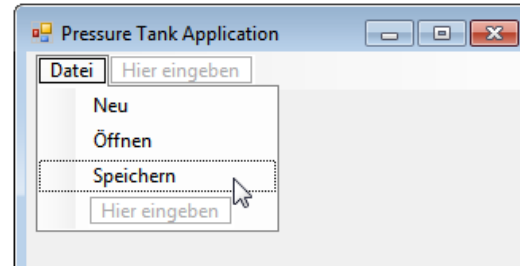 Pressure Tank Application
Datei Hier eingeben
Neu
Öffnen
Speichern
Hier eingeben